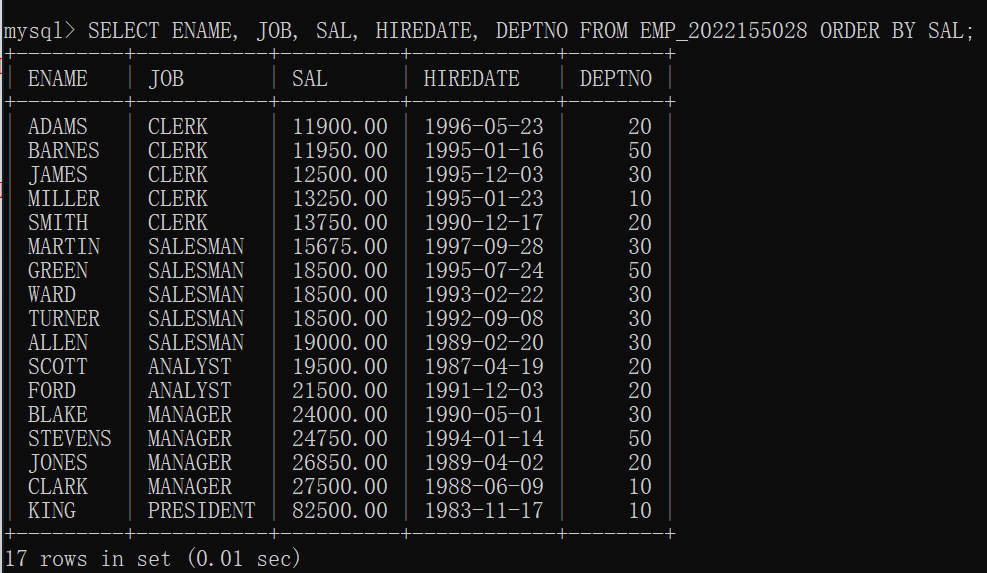 mysql> SELECT ENAME, JOB, SAL, HIREDATE, DEPTNO FROM EMP_2022155028 ORDER BY SAL;
+----------+-----------+----------+------------+--------+
| ENAME    | JOB       | SAL      | HIREDATE   | DEPTNO |
+----------+-----------+----------+------------+--------+
| ADAMS    | CLERK     | 11900.00 | 1996-05-23 |     20 |
| BARNES   | CLERK     | 11950.00 | 1995-01-16 |     50 |
| JAMES    | CLERK     | 12500.00 | 1995-12-03 |     30 |
| MILLER   | CLERK     | 13250.00 | 1995-01-23 |     10 |
| SMITH    | CLERK     | 13750.00 | 1990-12-17 |     20 |
| MARTIN   | SALESMAN  | 15675.00 | 1997-09-28 |     30 |
| GREEN    | SALESMAN  | 18500.00 | 1995-07-24 |     50 |
| WARD     | SALESMAN  | 18500.00 | 1993-02-22 |     30 |
| TURNER   | SALESMAN  | 18500.00 | 1992-09-08 |     30 |
| ALLEN    | SALESMAN  | 19000.00 | 1989-02-20 |     30 |
| SCOTT    | ANALYST   | 19500.00 | 1987-04-19 |     20 |
| FORD     | ANALYST   | 21500.00 | 1991-12-03 |     20 |
| BLAKE    | MANAGER   | 24000.00 | 1990-05-01 |     30 |
| STEVENS  | MANAGER   | 24750.00 | 1994-01-14 |     50 |
| JONES    | MANAGER   | 26850.00 | 1989-04-02 |     20 |
| CLARK    | MANAGER   | 27500.00 | 1988-06-09 |     10 |
| KING     | PRESIDENT | 82500.00 | 1983-11-17 |     10 |
+----------+-----------+----------+------------+--------+
17 rows in set (0.01 sec)